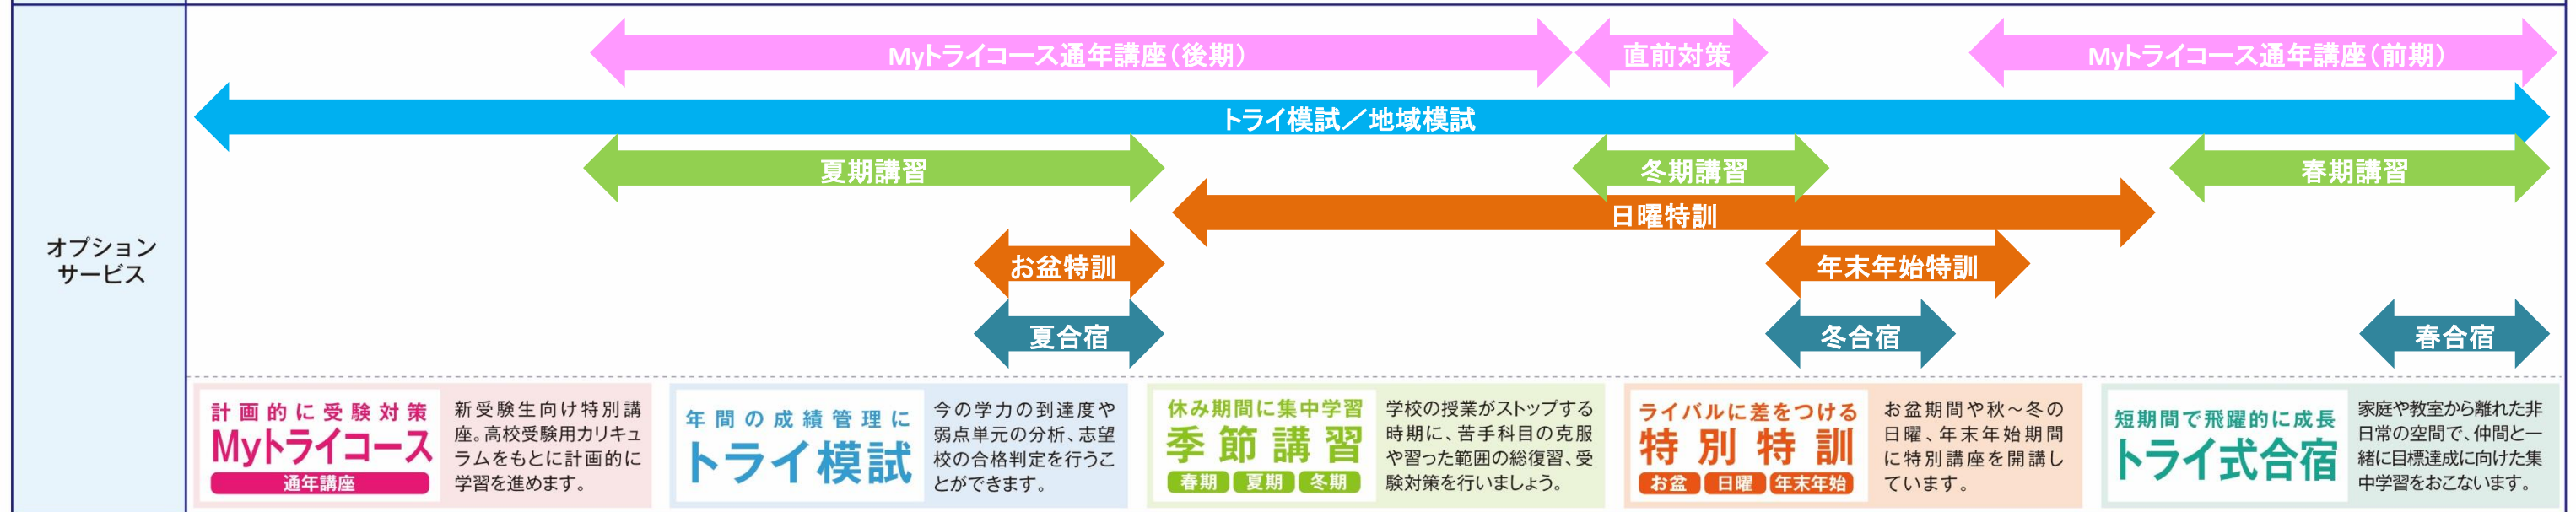 Myトライコース通年講座（後期）
直前対策
Myトライコース通年講座（前期）
トライ模試／地域模試
夏期講習
冬期講習
春期講習
日曜特訓
オプション
サービス
お盆特訓
年末年始特訓
夏合宿
冬合宿
春合宿
計画的に受験対策
Myトライコース
通年講座
新受験生向け特別講
座。高校受験用カリキュ
ラムをもとに計画的に
学習を進めます。
年間の成績管理に
トライ模試
今の学力の到達度や
弱点単元の分析、志望
校の合格判定を行うこ
とができます。
休み期間に集中学習
季節講習
春期 夏期 冬期
学校の授業がストップする
時期に、苦手科目の克服
や習った範囲の総復習、受
験対策を行いましょう。
ライバルに差をつける
特別特訓
お盆 日曜 年末年始
お盆期間や秋～冬の
日曜、年末年始期間
に特別講座を開講し
ています。
短期間で飛躍的に成長
トライ式合宿
家庭や教室から離れた非
日常の空間で、仲間と一
緒に目標達成に向けた集
中学習をおこないます。